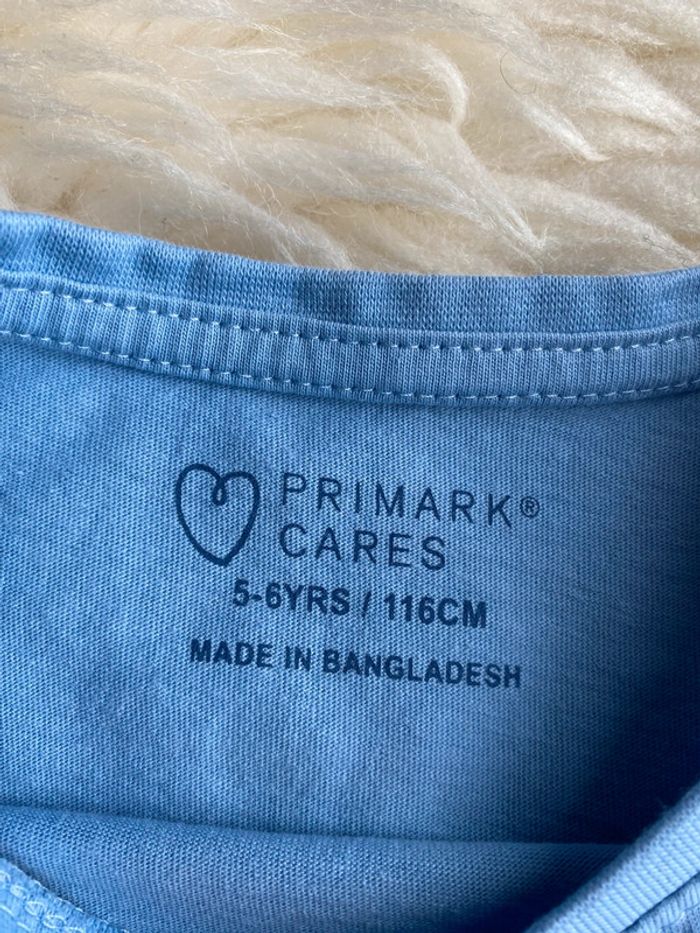 PRIMARK®
CARES
5-6YRS / 116CM
MADE IN BANGLADESH